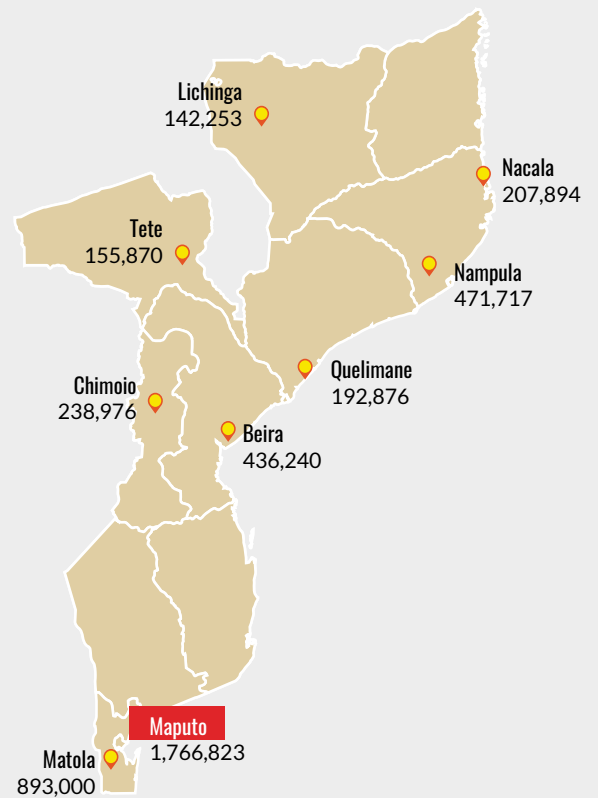 Lichinga
142,253
Nacala
207,894
Tete
155,870
Nampula
471,717
Quelimane
192,876
Chimoio
238,976
Beira
436,240
Maputo
1,766,823
Matola
893,000